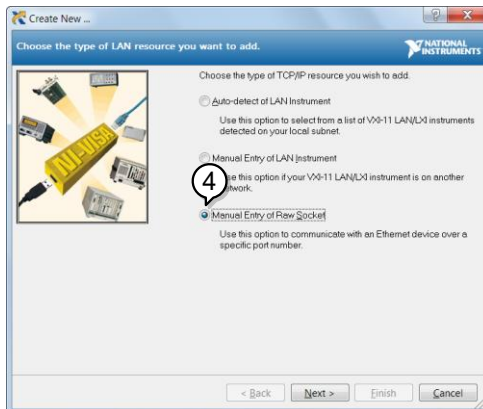 Create New ...
Choose the type of LAN resource you want to add.
NATIONAL
INSTRUMENTS
Choose the type of TCP/IP resource you wish to add.
Auto-detect of LAN Instrument
Use this option to select from a list of VXI-11 LAN/LXI instruments
detected on your local subnet.
Manual Entry of LAN Instrument
this option if your VXI-11 LAN/LXI instrument is on another
4
Manual Entry of Raw Socket
Use this option to communicate with an Ethernet device over a
specific port number.
NI-VISA
< Back
Next >
Finish
Cancel